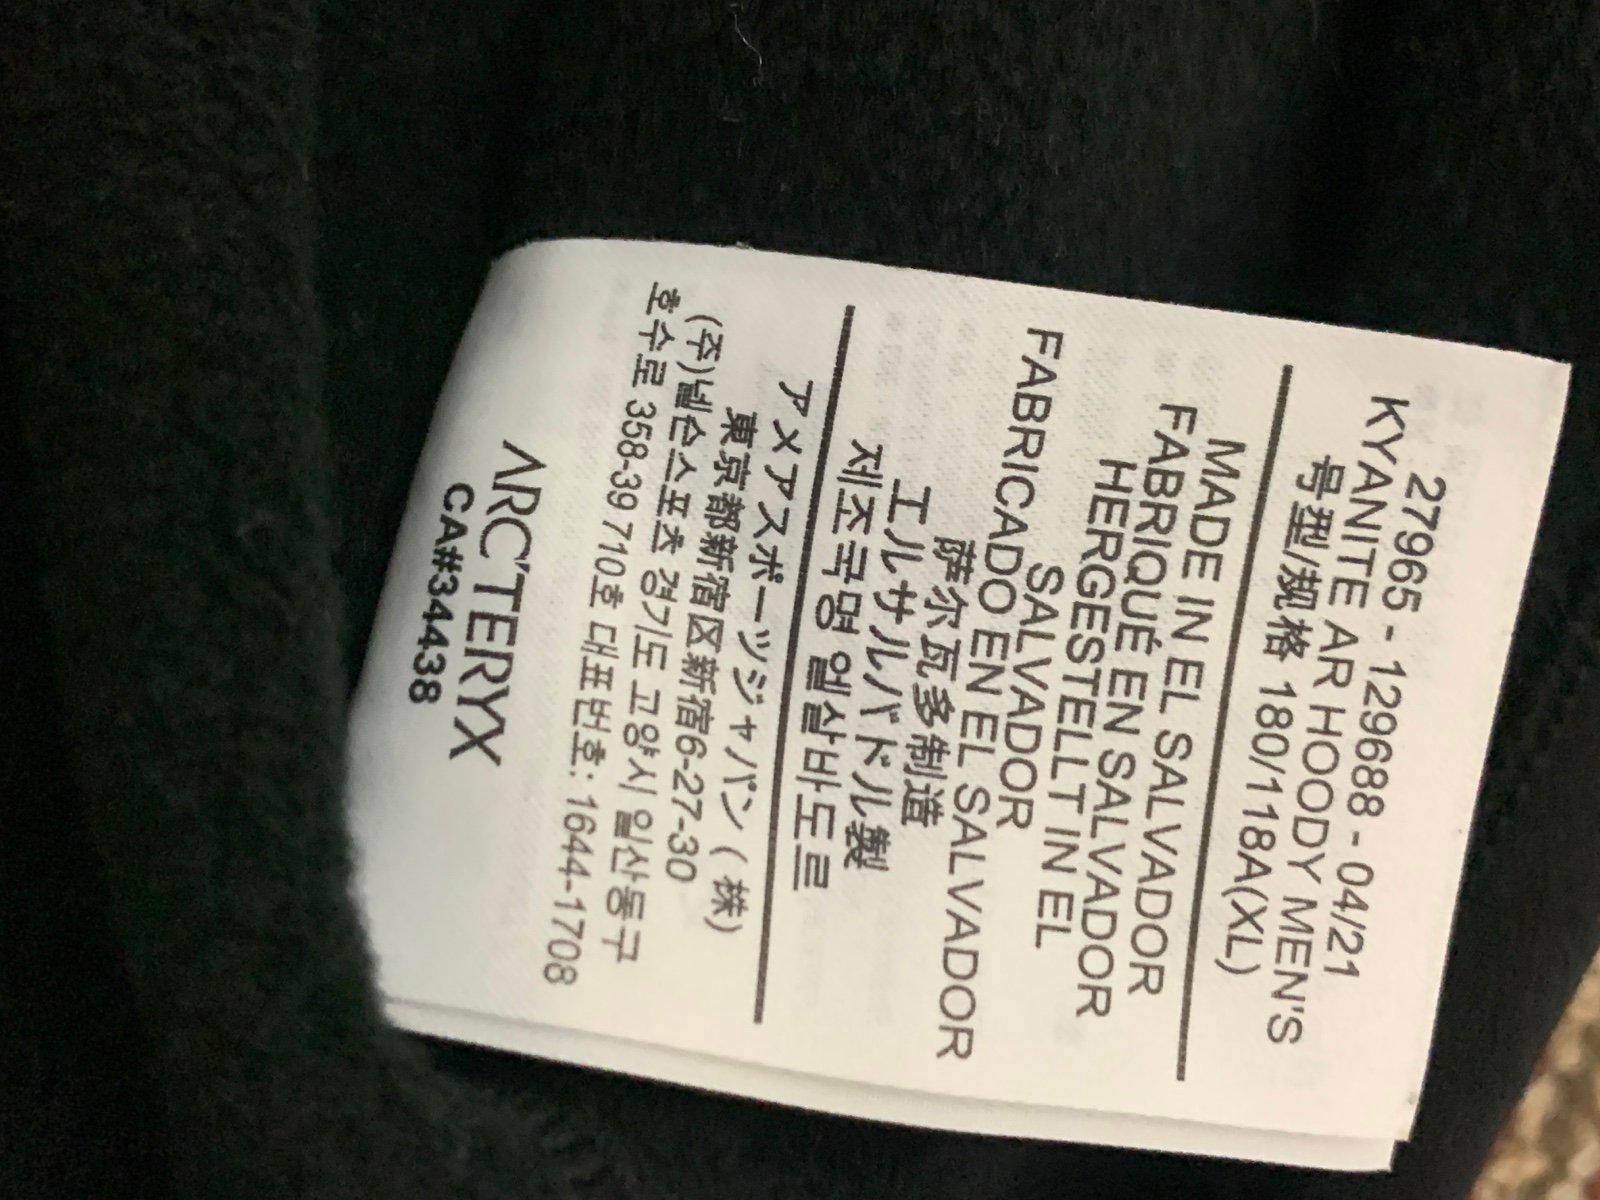 27965 - 129688 - 04/21
KYANITE AR HOODY MEN'S
号型/规格 180/118A(XL)
MADE IN EL SALVADOR
FABRIQUÉ EN SALVADOR
HERGESTELLT IN EL
SALVADOR
FABRICADO EN EL SALVADOR
萨尔瓦多制造
エルサルバドル製
제조국명 엘살바도르
アメアスポーツジャパン ( 株)
東京都新宿区新宿6-27-30
(주)넬슨스포츠 경기도 고양시 일산동구
호수로 358-39 710호 대표번호: 1644-1708
ARC'TERYX
CA#34438